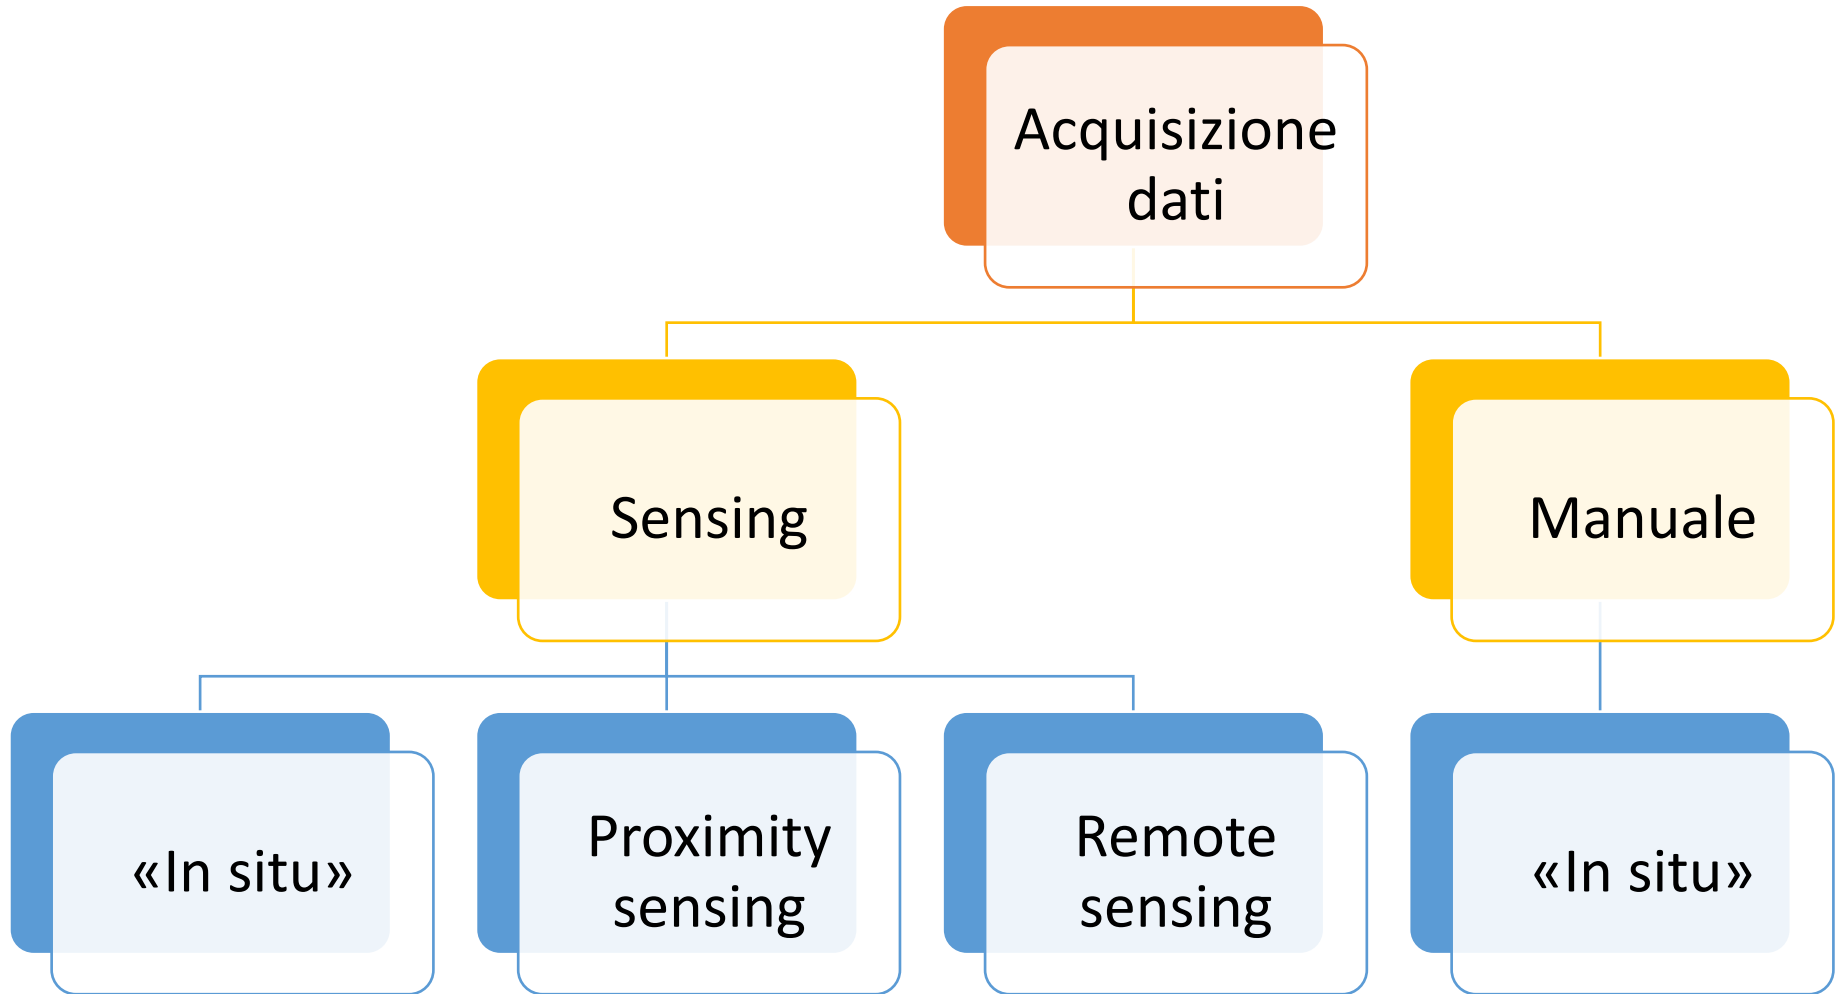 Acquisizione
dati
Sensing
Manuale
«In situ»
Proximity
sensing
Remote
sensing
«In situ»